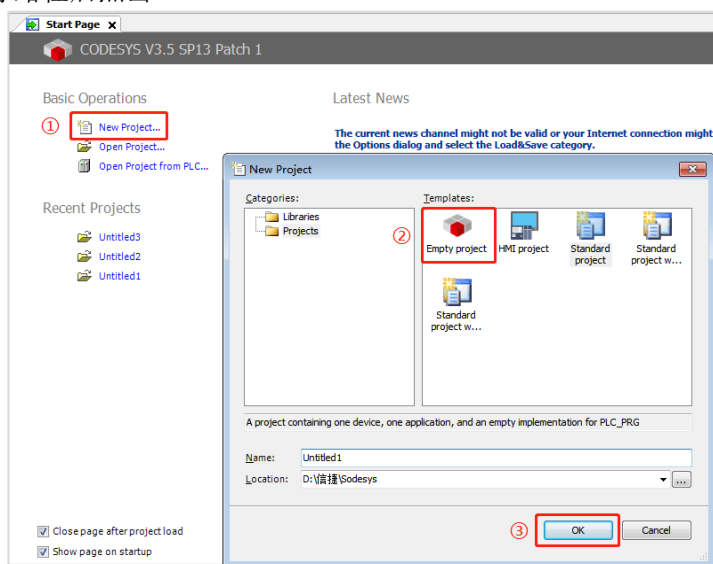 Start Page
CODESYS V3.5 SP13 Patch 1
Basic Operations
① New Project...
Open Project...
Open Project from PLC...
Recent Projects
Untitled3
Untitled2
Untitled1
Latest News
The current news channel might not be valid or your Internet connection might
the Options dialog and select the Load&Save category.
New Project
Categories:
Libraries
Projects
Templates:
②
Empty project
HMI project
Standard
project
Standard
project w...
Standard
project w...
A project containing one device, one application, and an empty implementation for PLC_PRG
Name: Untitled1
Location: D:\信捷\Sodesys
...
③ OK
Cancel
Close page after project load
Show page on startup